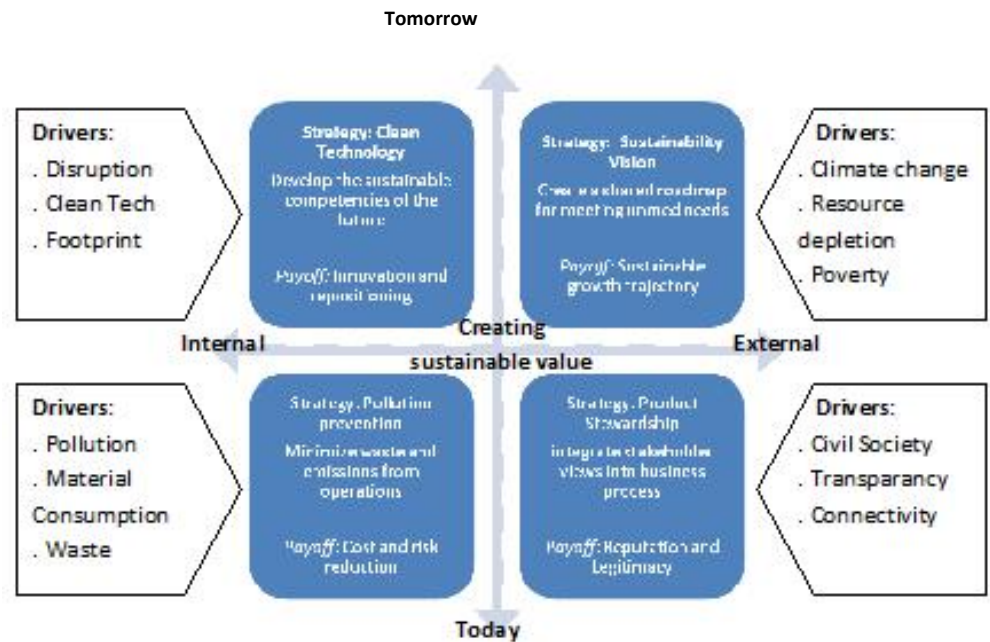 Tomorrow
Drivers:
. Disruption
. Clean Tech
. Footprint
Strategy: Clean
Technology
Develop the sustainable
competencies of the
future
Payoff: Innovation and
repositioning
Strategy: Sustainability
Vision
Create a shared roadmap
for meeting unmed needs
Payoff: Sustainable
growth trajectory
Drivers:
. Climate change
. Resource
depletion
. Poverty
Internal
Creating
sustainable value
External
Drivers:
. Pollution
. Material
Consumption
. Waste
Strategy: Pollution
prevention
Minimize waste and
emissions from
operations
Payoff: Cost and risk
reduction
Strategy: Product
Stewardship
integrate stakeholder
views into business
process
Payoff: Reputation and
Legitimacy
Drivers:
. Civil Society
. Transparancy
. Connectivity
Today